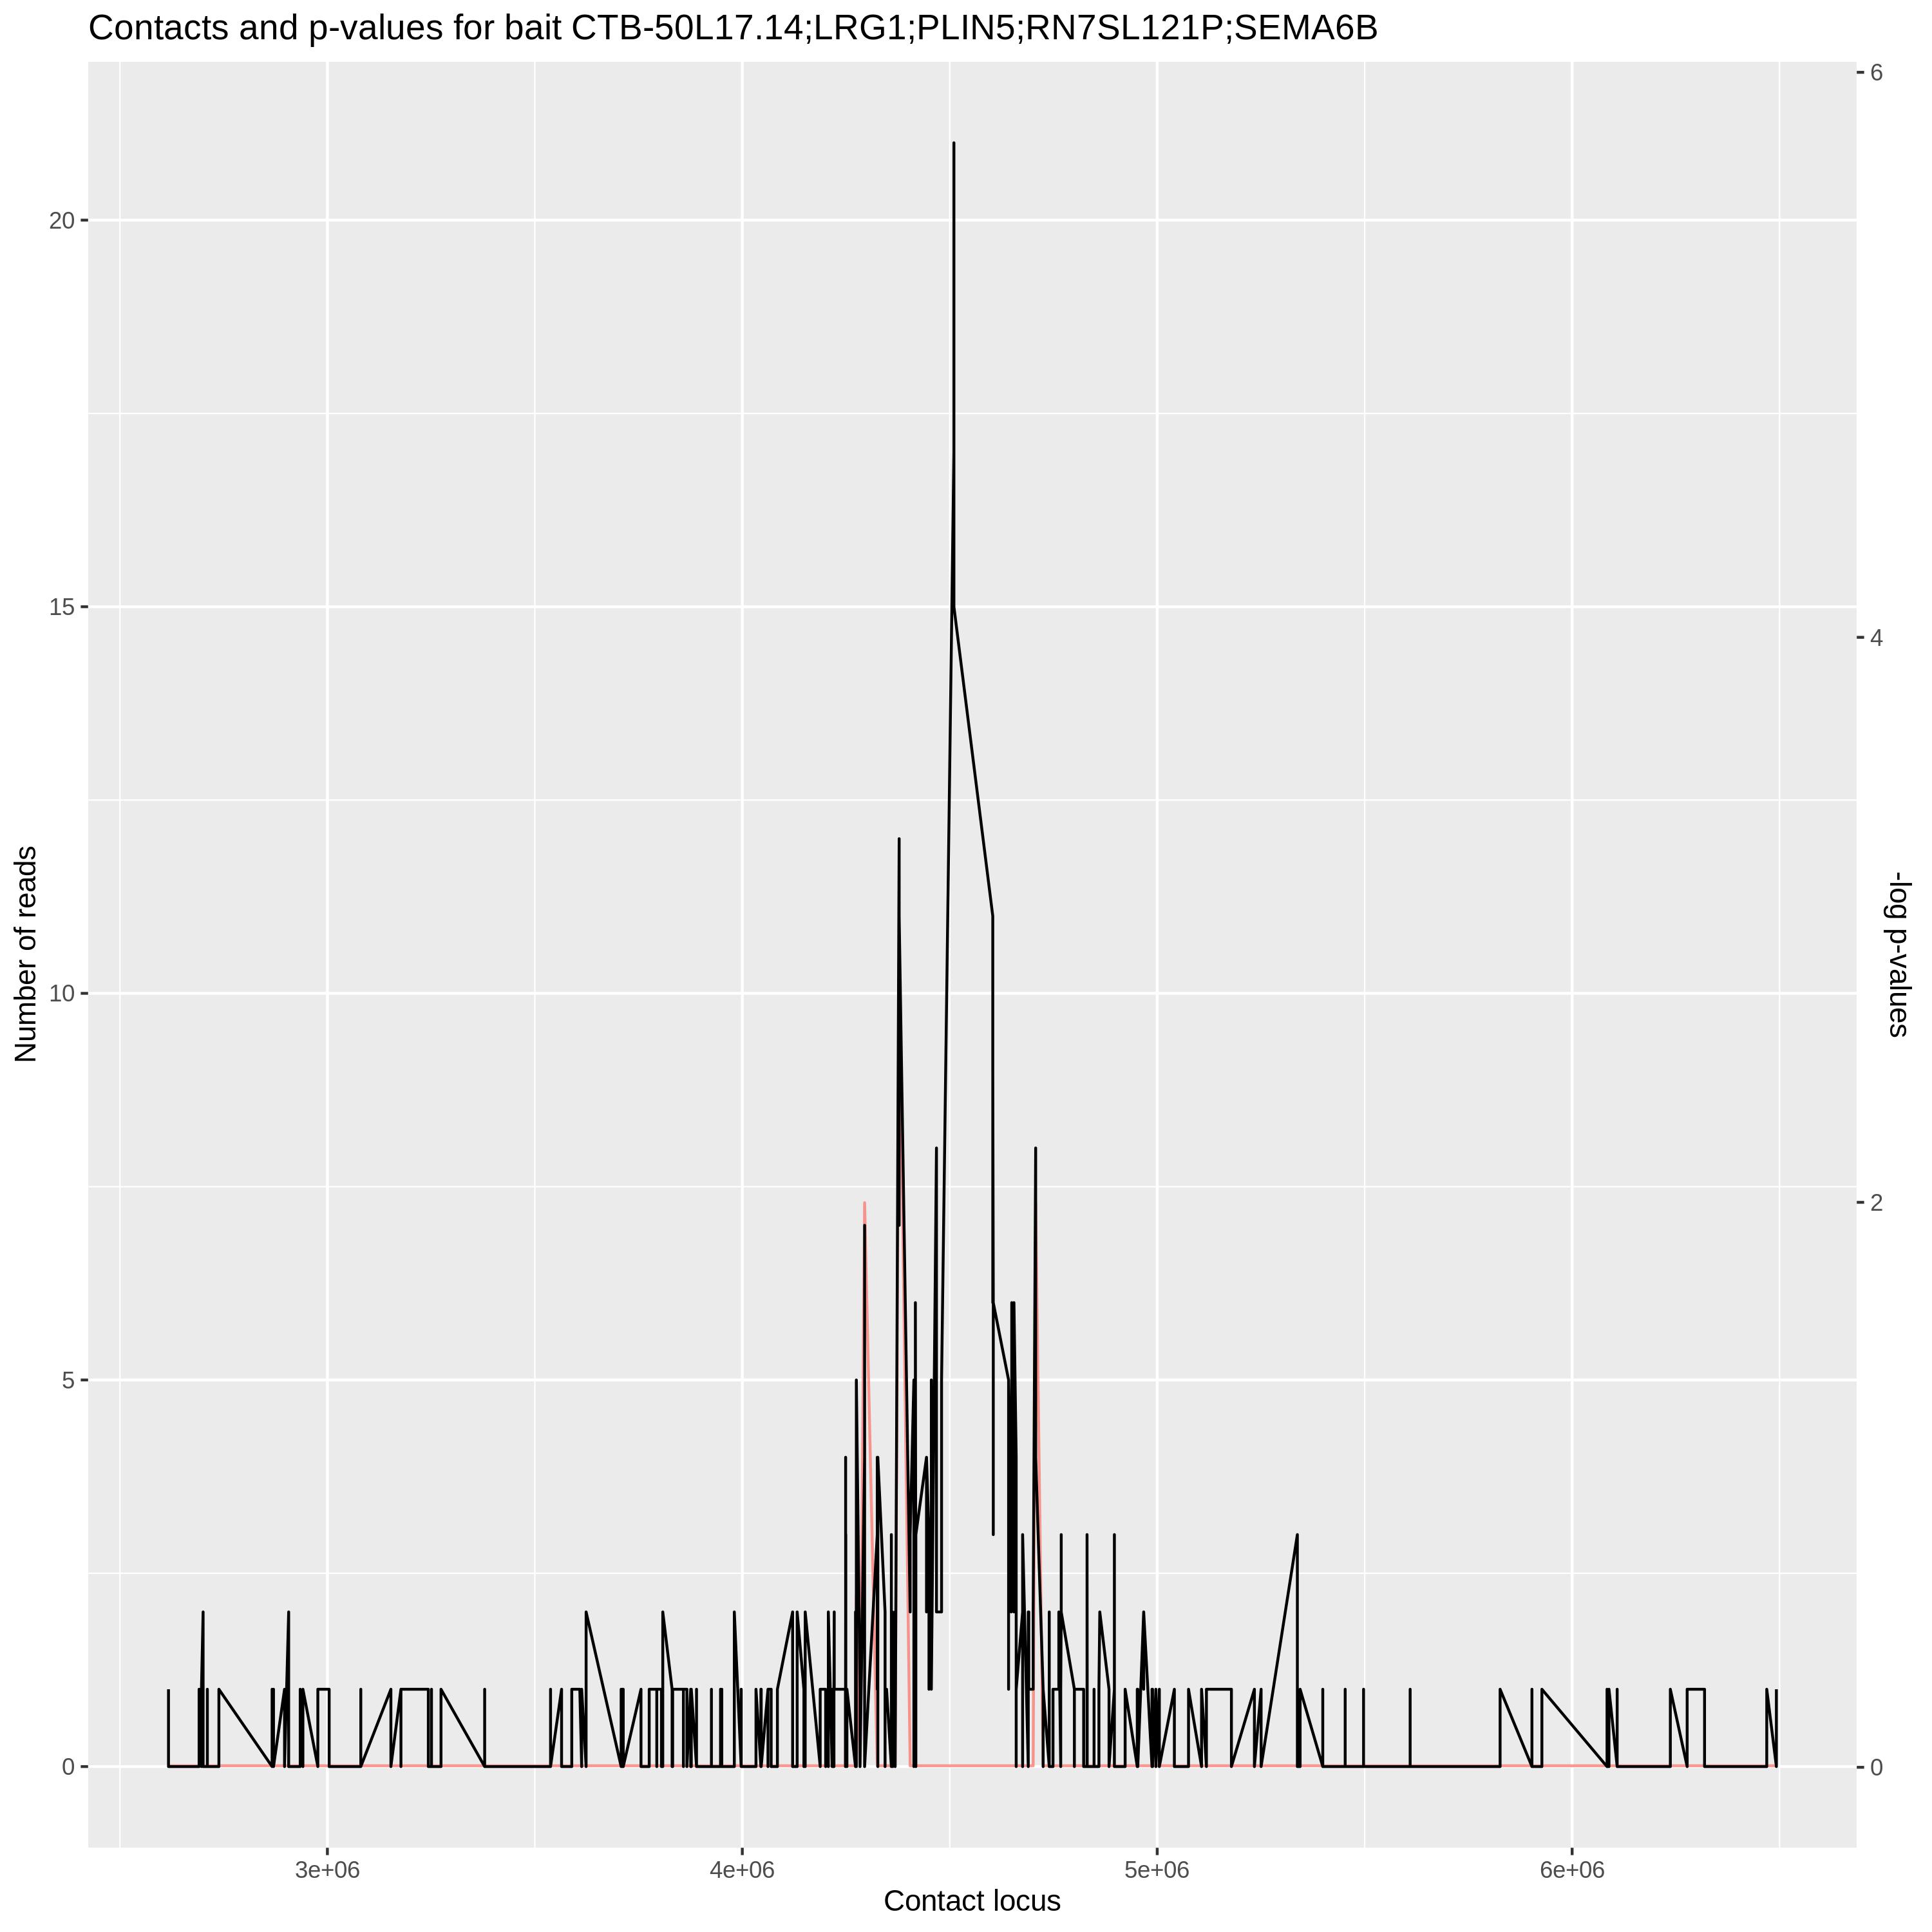 Contacts and p-values for bait CTB-50L17.14;LRG1;PLIN5;RN7SL121P;SEMA6B
6
20
15
4
Number of reads
-log p-values
10
2
5
0
0
3e+06
4e+06
5e+06
6e+06
Contact locus